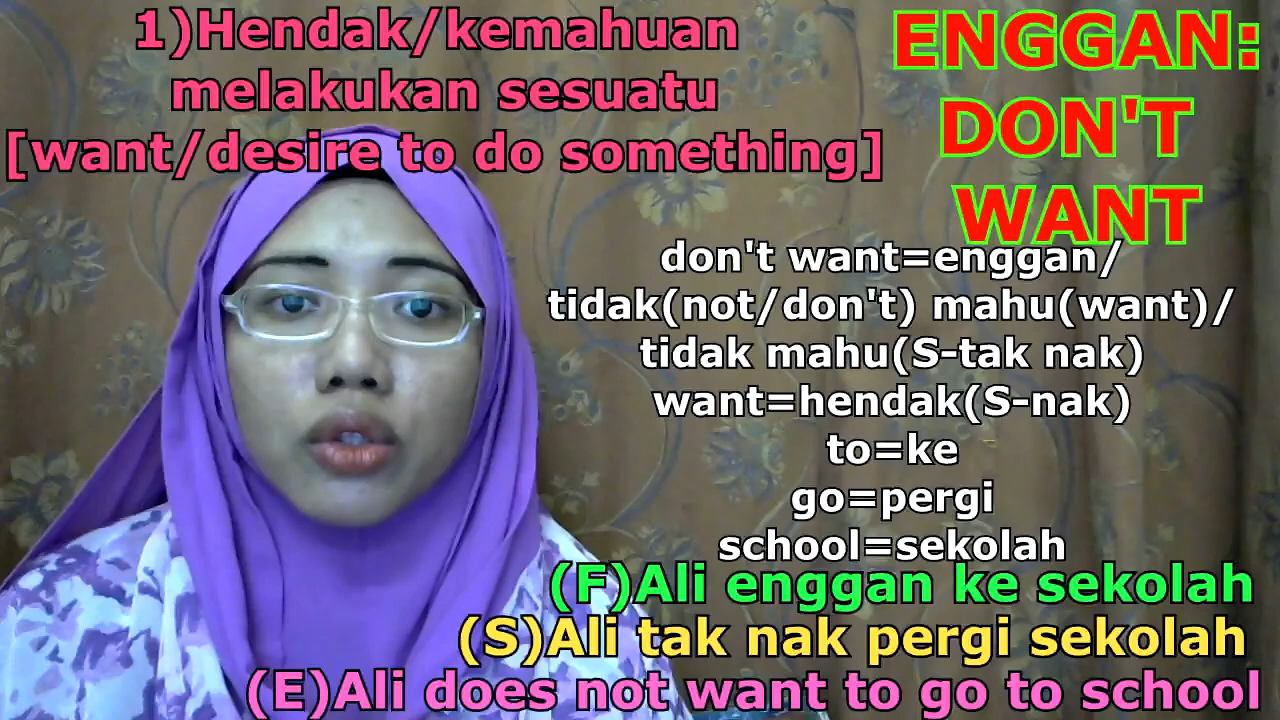 1)Hendak/kemahuan
melakukan sesuatu
[want/desire to do something]
ENGGAN:
DON'T
WANT
don't want=enggan/
tidak(not/don't) mahu(want)/
tidak mahu(S-tak nak)
want=hendak(S-nak)
to=ke
go=pergi
school=sekolah
(F)Ali enggan ke sekolah
(S)Ali tak nak pergi sekolah
(E)Ali does not want to go to school